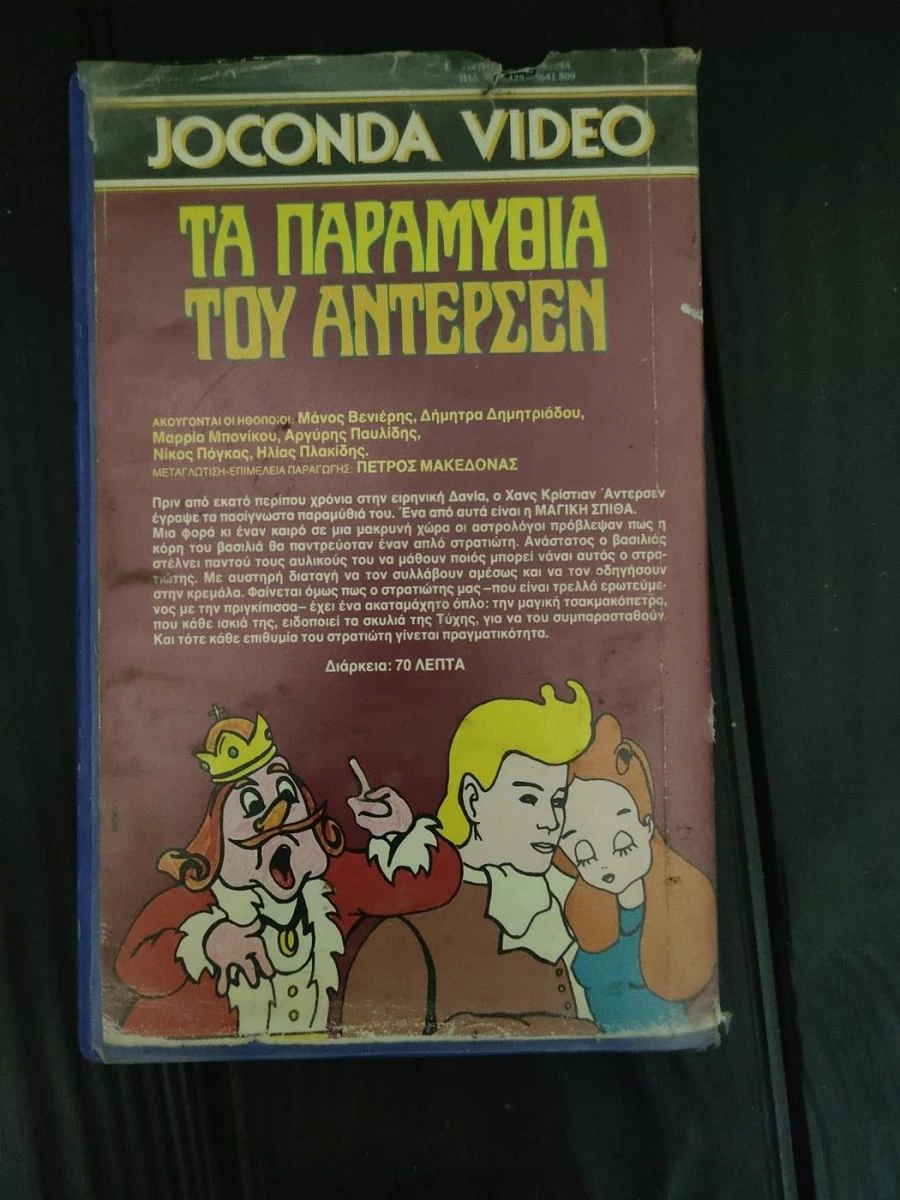 641.809
JOCONDA VIDEO
ΤΑ ΠΑΡΑΜΥΘΙΑ
ΤΟΥ ΑΝΤΕΡΣΕΝ
ΑΚΟΥΓΟΝΤΑΙ ΟΙ ΗΘΟΠΟΙΟΙ: Μάνος Βενιέρης, Δήμητρα Δημητριάδου,
Μαρρία Μπονίκου, Αργύρης Παυλίδης,
Νίκος Πόγκας, Ηλίας Πλακίδης.
ΜΕΤΑΓΛΩΤΙΣΗ-ΕΠΙΜΕΛΕΙΑ ΠΑΡΑΓΩΓΗΣ: ΠΕΤΡΟΣ ΜΑΚΕΔΟΝΑΣ
Πριν από εκατό περίπου χρόνια στην ειρηνική Δανία, ο Χανς Κρίστιαν Άντερσεν
έγραψε τα πασίγνωστα παραμύθιά του. Ένα από αυτά είναι η ΜΑΓΙΚΗ ΣΠΙΘΑ.
Μια φορά κι έναν καιρό σε μια μακρυνή χώρα οι αστρολόγοι πρόβλεψαν πως η
κόρη του βασιλιά θα παντρευόταν έναν απλό στρατιώτη. Ανάστατος ο βασιλιάς
στέλνει παντού τους αυλικούς του να μάθουν ποιός μπορεί νάναι αυτός ο στρα-
τιώτης. Με αυστηρή διαταγή να τον συλλάβουν αμέσως και να τον οδηγήσουν
στην κρεμάλα. Φαίνεται όμως πως ο στρατιώτης μας –που είναι τρελλά ερωτευμέ-
νος με την πριγκίπισσα– έχει ένα ακαταμάχητο όπλο: την μαγική τσακμακόπετρα,
που κάθε ισκιά της, ειδοποιεί τα σκυλιά της Τύχης, για να του συμπαρασταθούν.
Και τότε κάθε επιθυμία του στρατιώτη γίνεται πραγματικότητα.
Διάρκεια: 70 ΛΕΠΤΑ